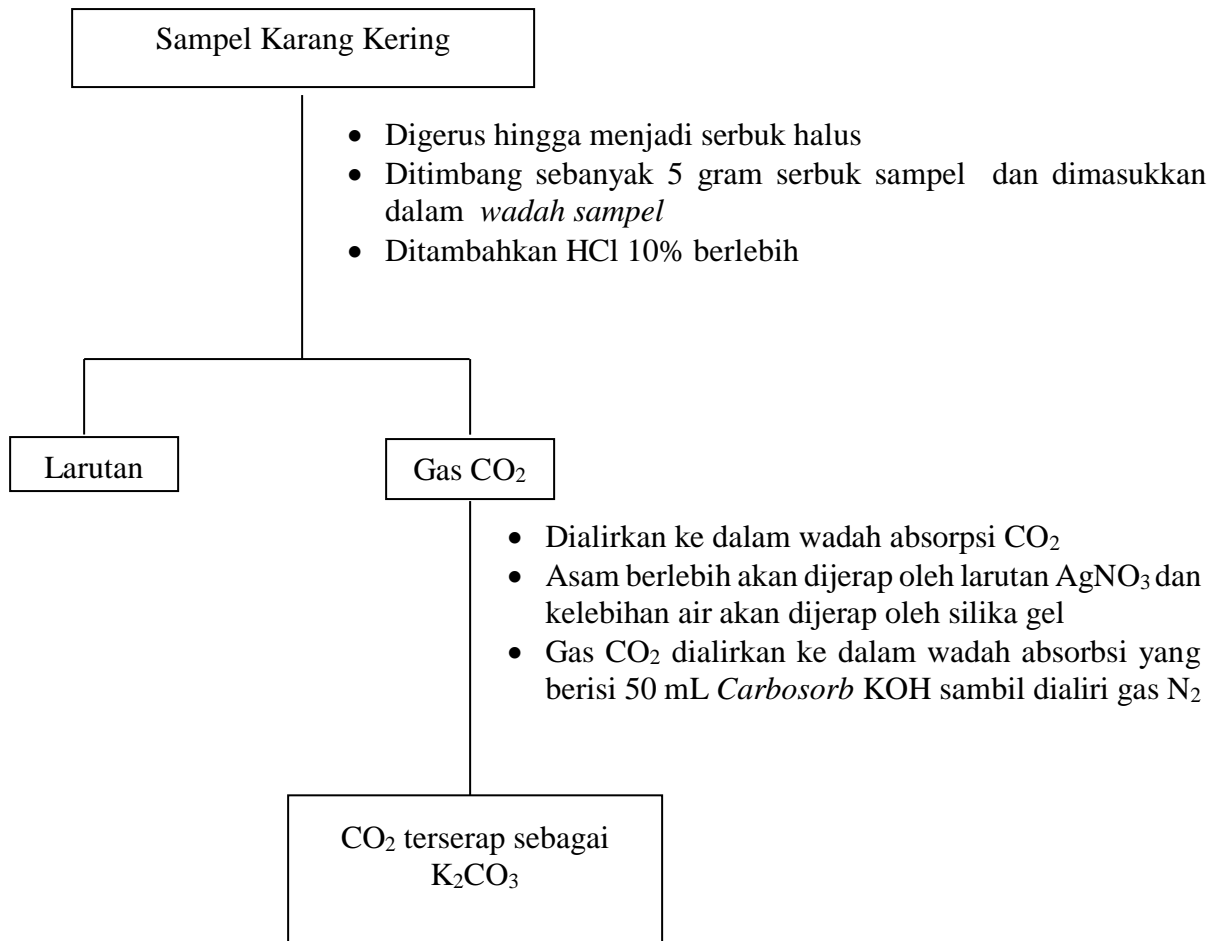 Sampel Karang Kering
• Digerus hingga menjadi serbuk halus
• Ditimbang sebanyak 5 gram serbuk sampel dan dimasukkan
dalam wadah sampel
• Ditambahkan HCl 10% berlebih
Larutan
Gas CO₂
• Dialirkan ke dalam wadah absorpsi CO₂
• Asam berlebih akan dijerap oleh larutan AgNO₃ dan
kelebihan air akan dijerap oleh silika gel
• Gas CO₂ dialirkan ke dalam wadah absorbsi yang
berisi 50 mL Carbosorb KOH sambil dialiri gas N₂
CO₂ terserap sebagai
K₂CO₃